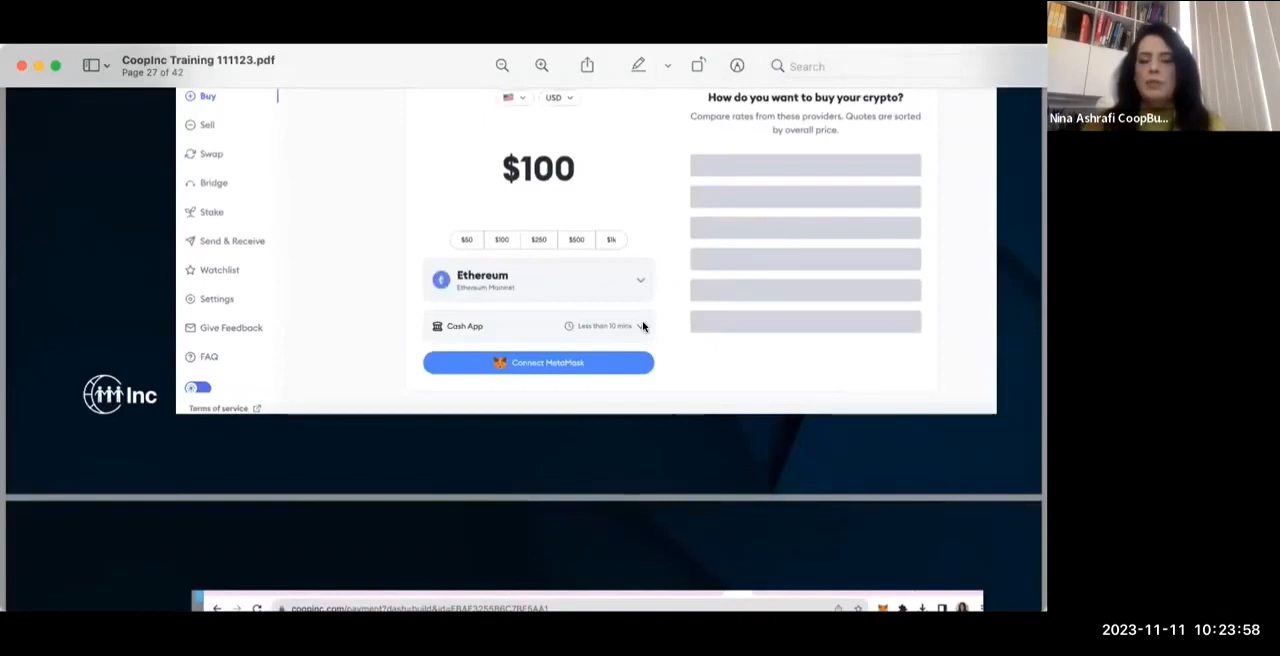 CoopInc Training 111123.pdf
Page 27 of 42
Search
Nina Ashrafi CoopBu...
Buy
Sell
Swap
Bridge
Stake
Send & Receive
Watchlist
Settings
Give Feedback
FAQ
Terms of service
USD
$100
$50 $100 $250 $500 $1k
Ethereum
Ethereum Mainnet
Cash App Less than 10 mins
Connect MetaMask
How do you want to buy your crypto?
Compare rates from these providers. Quotes are sorted
by overall price.
Inc
2023-11-11 10:23:58